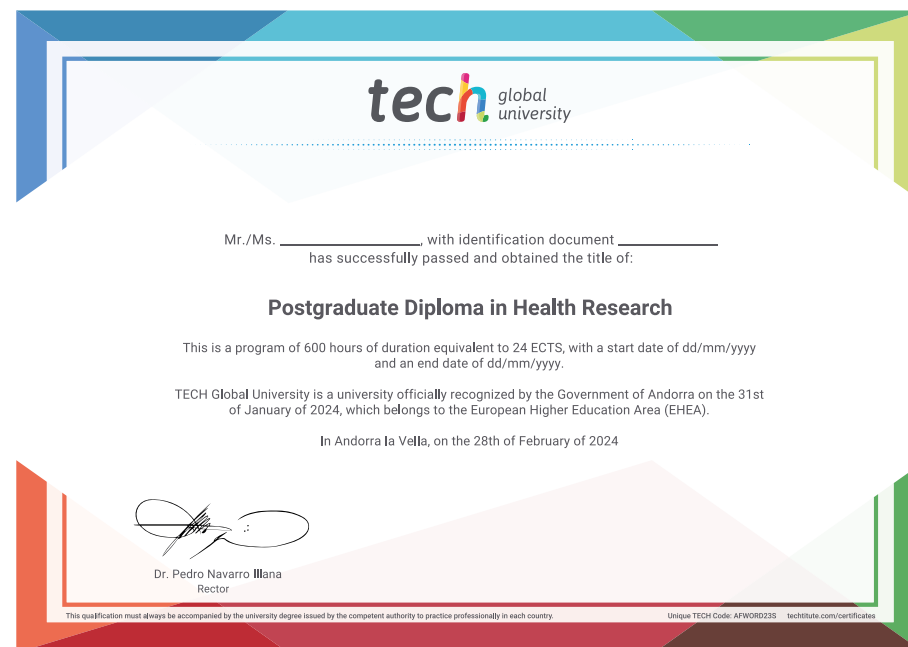 tech global university
Mr./Ms. ____________________, with identification document ______________
has successfully passed and obtained the title of:
Postgraduate Diploma in Health Research
This is a program of 600 hours of duration equivalent to 24 ECTS, with a start date of dd/mm/yyyy
and an end date of dd/mm/yyyy.
TECH Global University is a university officially recognized by the Government of Andorra on the 31st
of January of 2024, which belongs to the European Higher Education Area (EHEA).
In Andorra la Vella, on the 28th of February of 2024
Dr. Pedro Navarro Illana
Rector
This qualification must always be accompanied by the university degree issued by the competent authority to practice professionally in each country.
Unique TECH Code: AFWORD23S techtitute.com/certificates